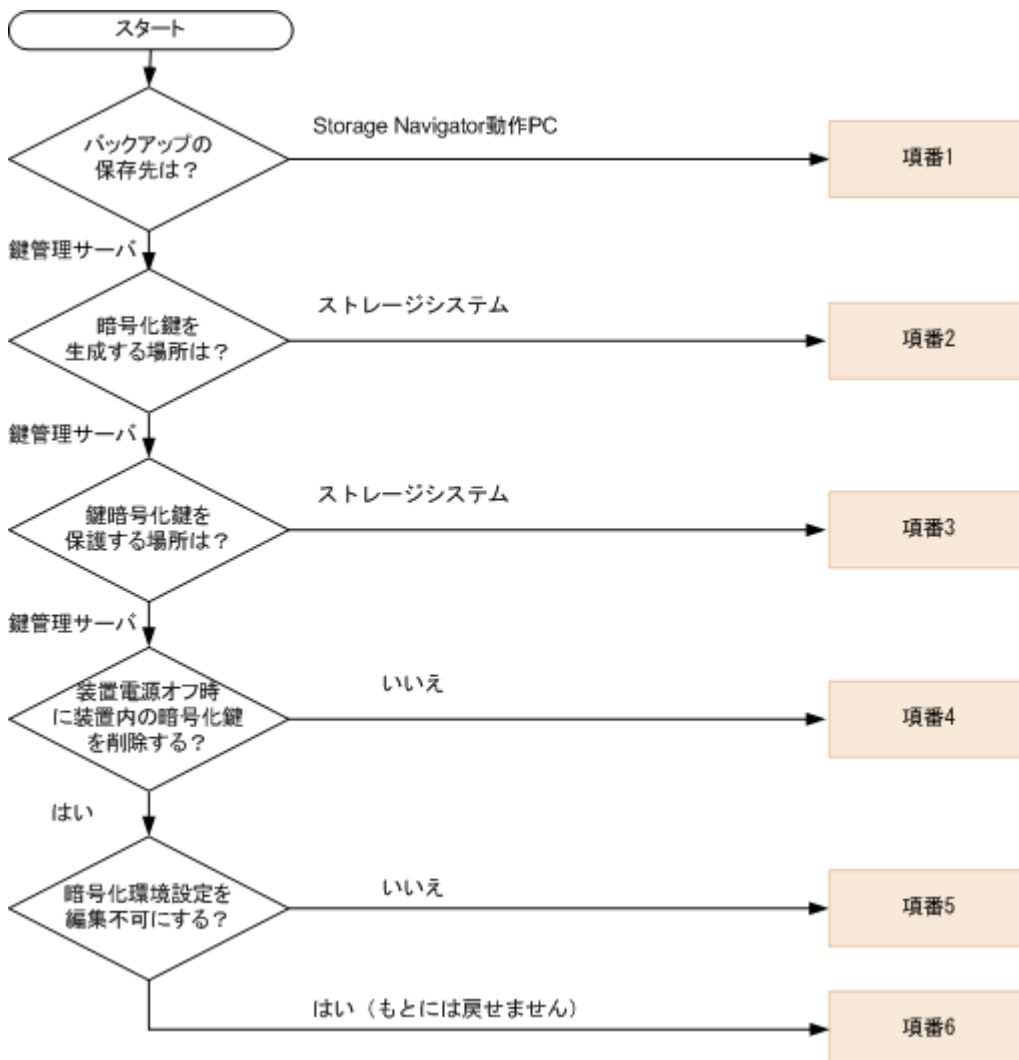 スタート
バックアップの
保存先は？
Storage Navigator動作PC
項番1
鍵管理サーバ
暗号化鍵を
生成する場所は？
ストレージシステム
項番2
鍵管理サーバ
鍵暗号化鍵を
保護する場所は？
ストレージシステム
項番3
鍵管理サーバ
装置電源オフ時
に装置内の暗号化鍵
を削除する？
いいえ
項番4
はい
暗号化環境設定を
編集不可にする？
いいえ
項番5
はい（もとには戻せません）
項番6